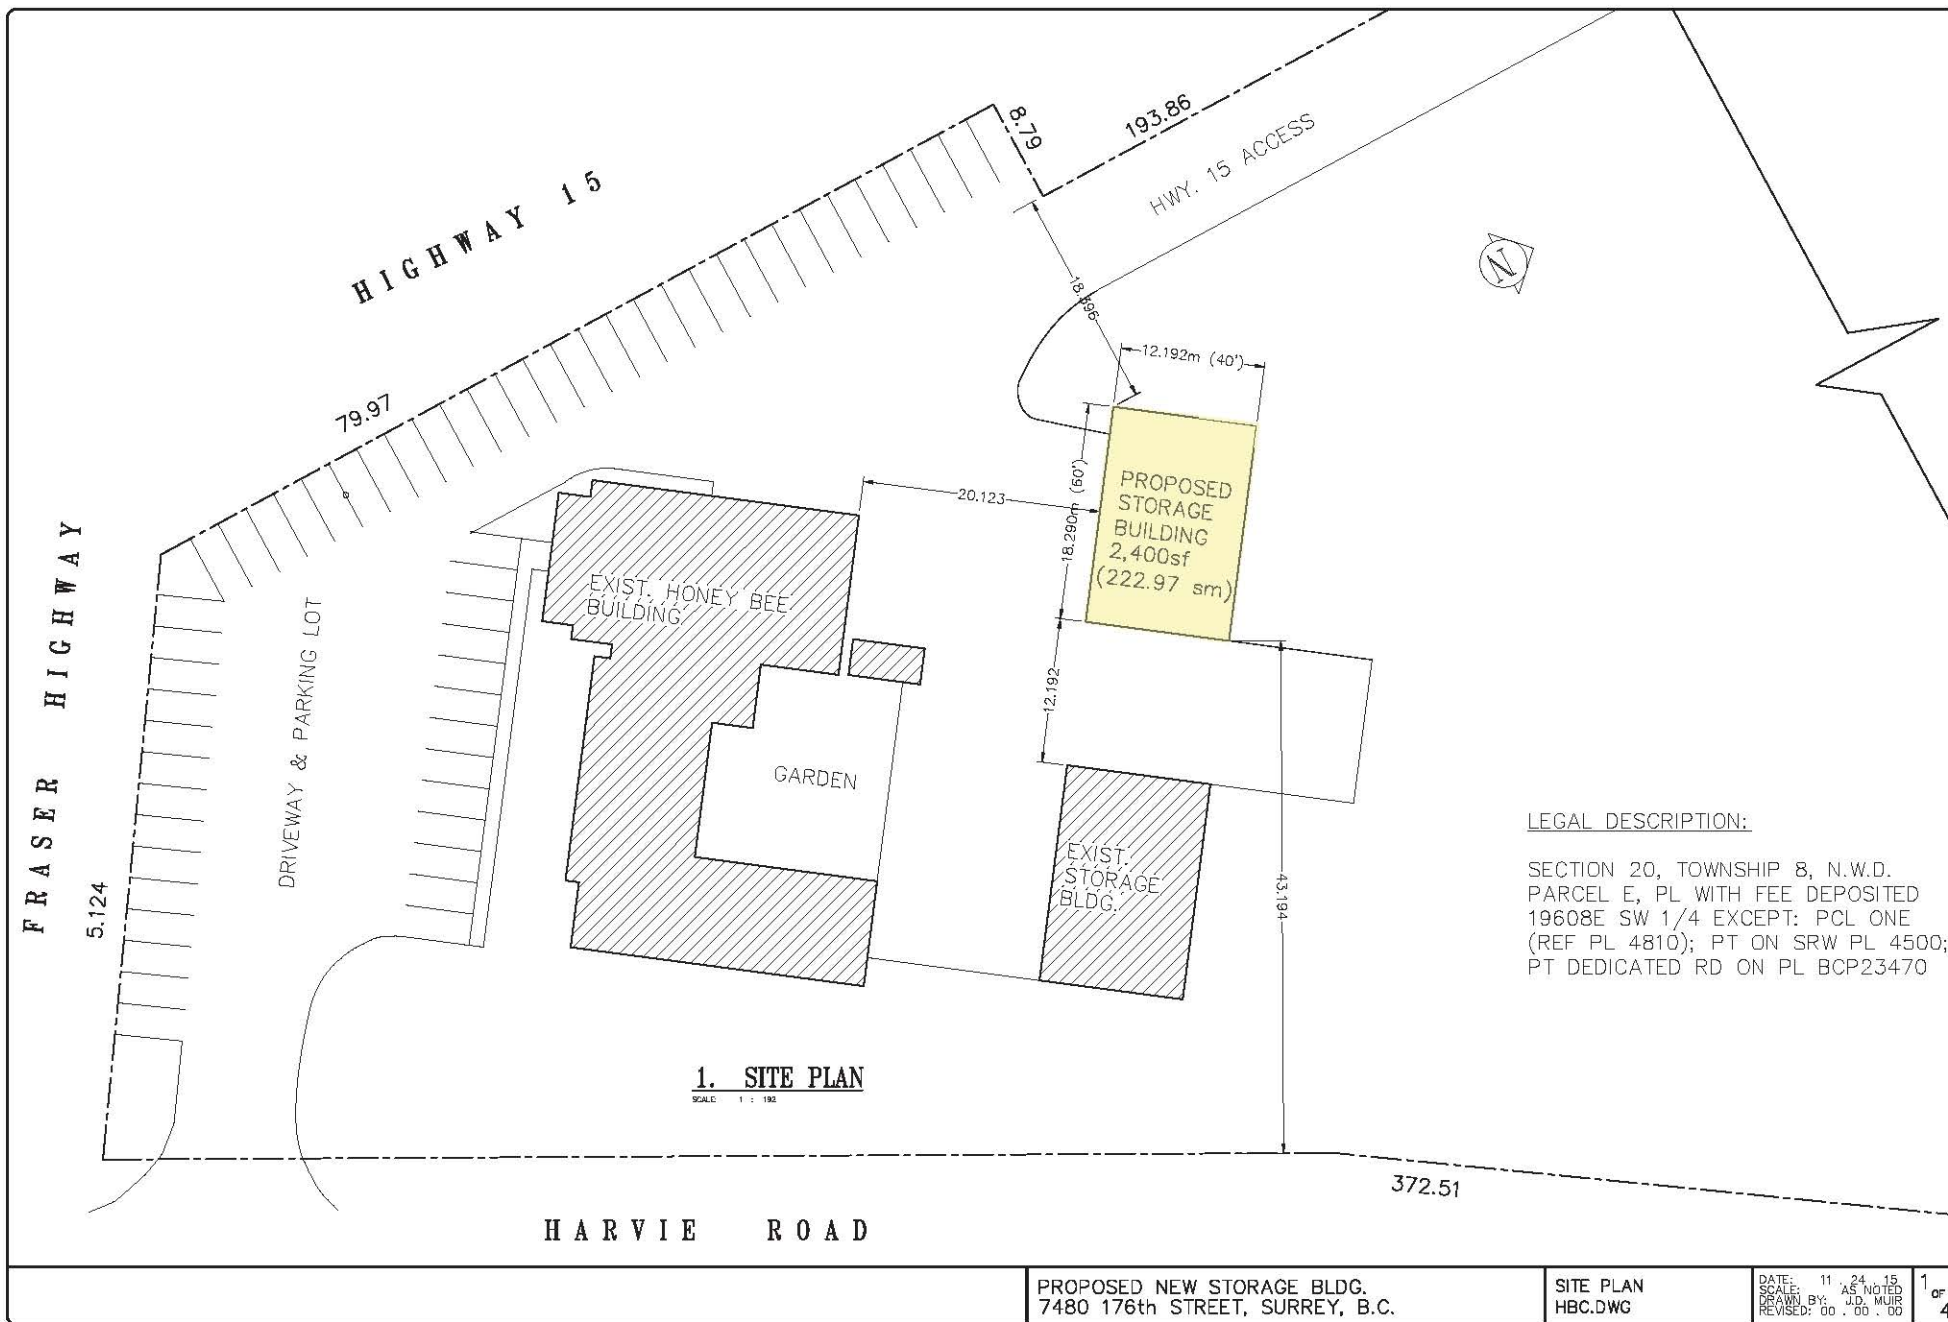 8.79
193.86
HWY. 15 ACCESS
HIGHWAY 15
N
79.97
12.192m (40')
20.123
18.290m (60')
PROPOSED
STORAGE
BUILDING
2,400sf
(222.97 sm)
EXIST. HONEY BEE
BUILDING
FRASER HIGHWAY
DRIVEWAY & PARKING LOT
12.192
GARDEN
5.124
EXIST.
STORAGE
BLDG.
43.194
LEGAL DESCRIPTION:
SECTION 20, TOWNSHIP 8, N.W.D.
PARCEL E, PL WITH FEE DEPOSITED
19608E SW 1/4 EXCEPT: PCL ONE
(REF PL 4810); PT ON SRW PL 4500;
PT DEDICATED RD ON PL BCP23470
1. SITE PLAN
SCALE: 1 : 192
372.51
HARVIE ROAD
PROPOSED NEW STORAGE BLDG.
7480 176th STREET, SURREY, B.C.
SITE PLAN
HBC.DWG
DATE: 11 . 24 . 15
SCALE: AS NOTED
DRAWN BY: J.D. MUIR
REVISED: 00 . 00 . 00
1 OF 4